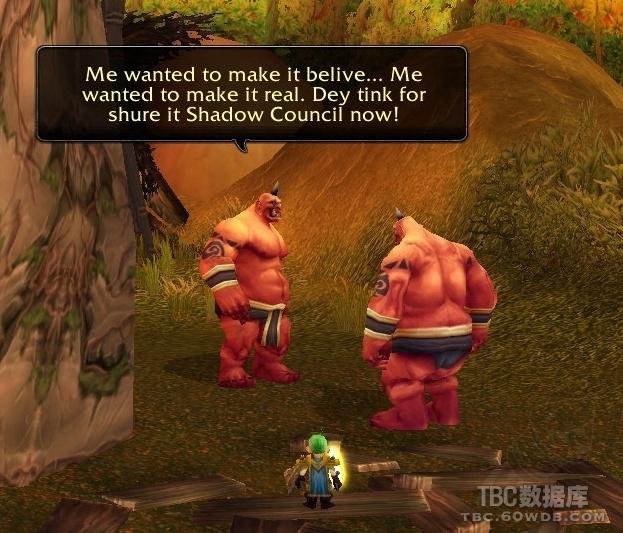 Me wanted to make it belive... Me
wanted to make it real. Dey tink for
shure it Shadow Council now!
TBC数据库
TBC.60WDB.COM